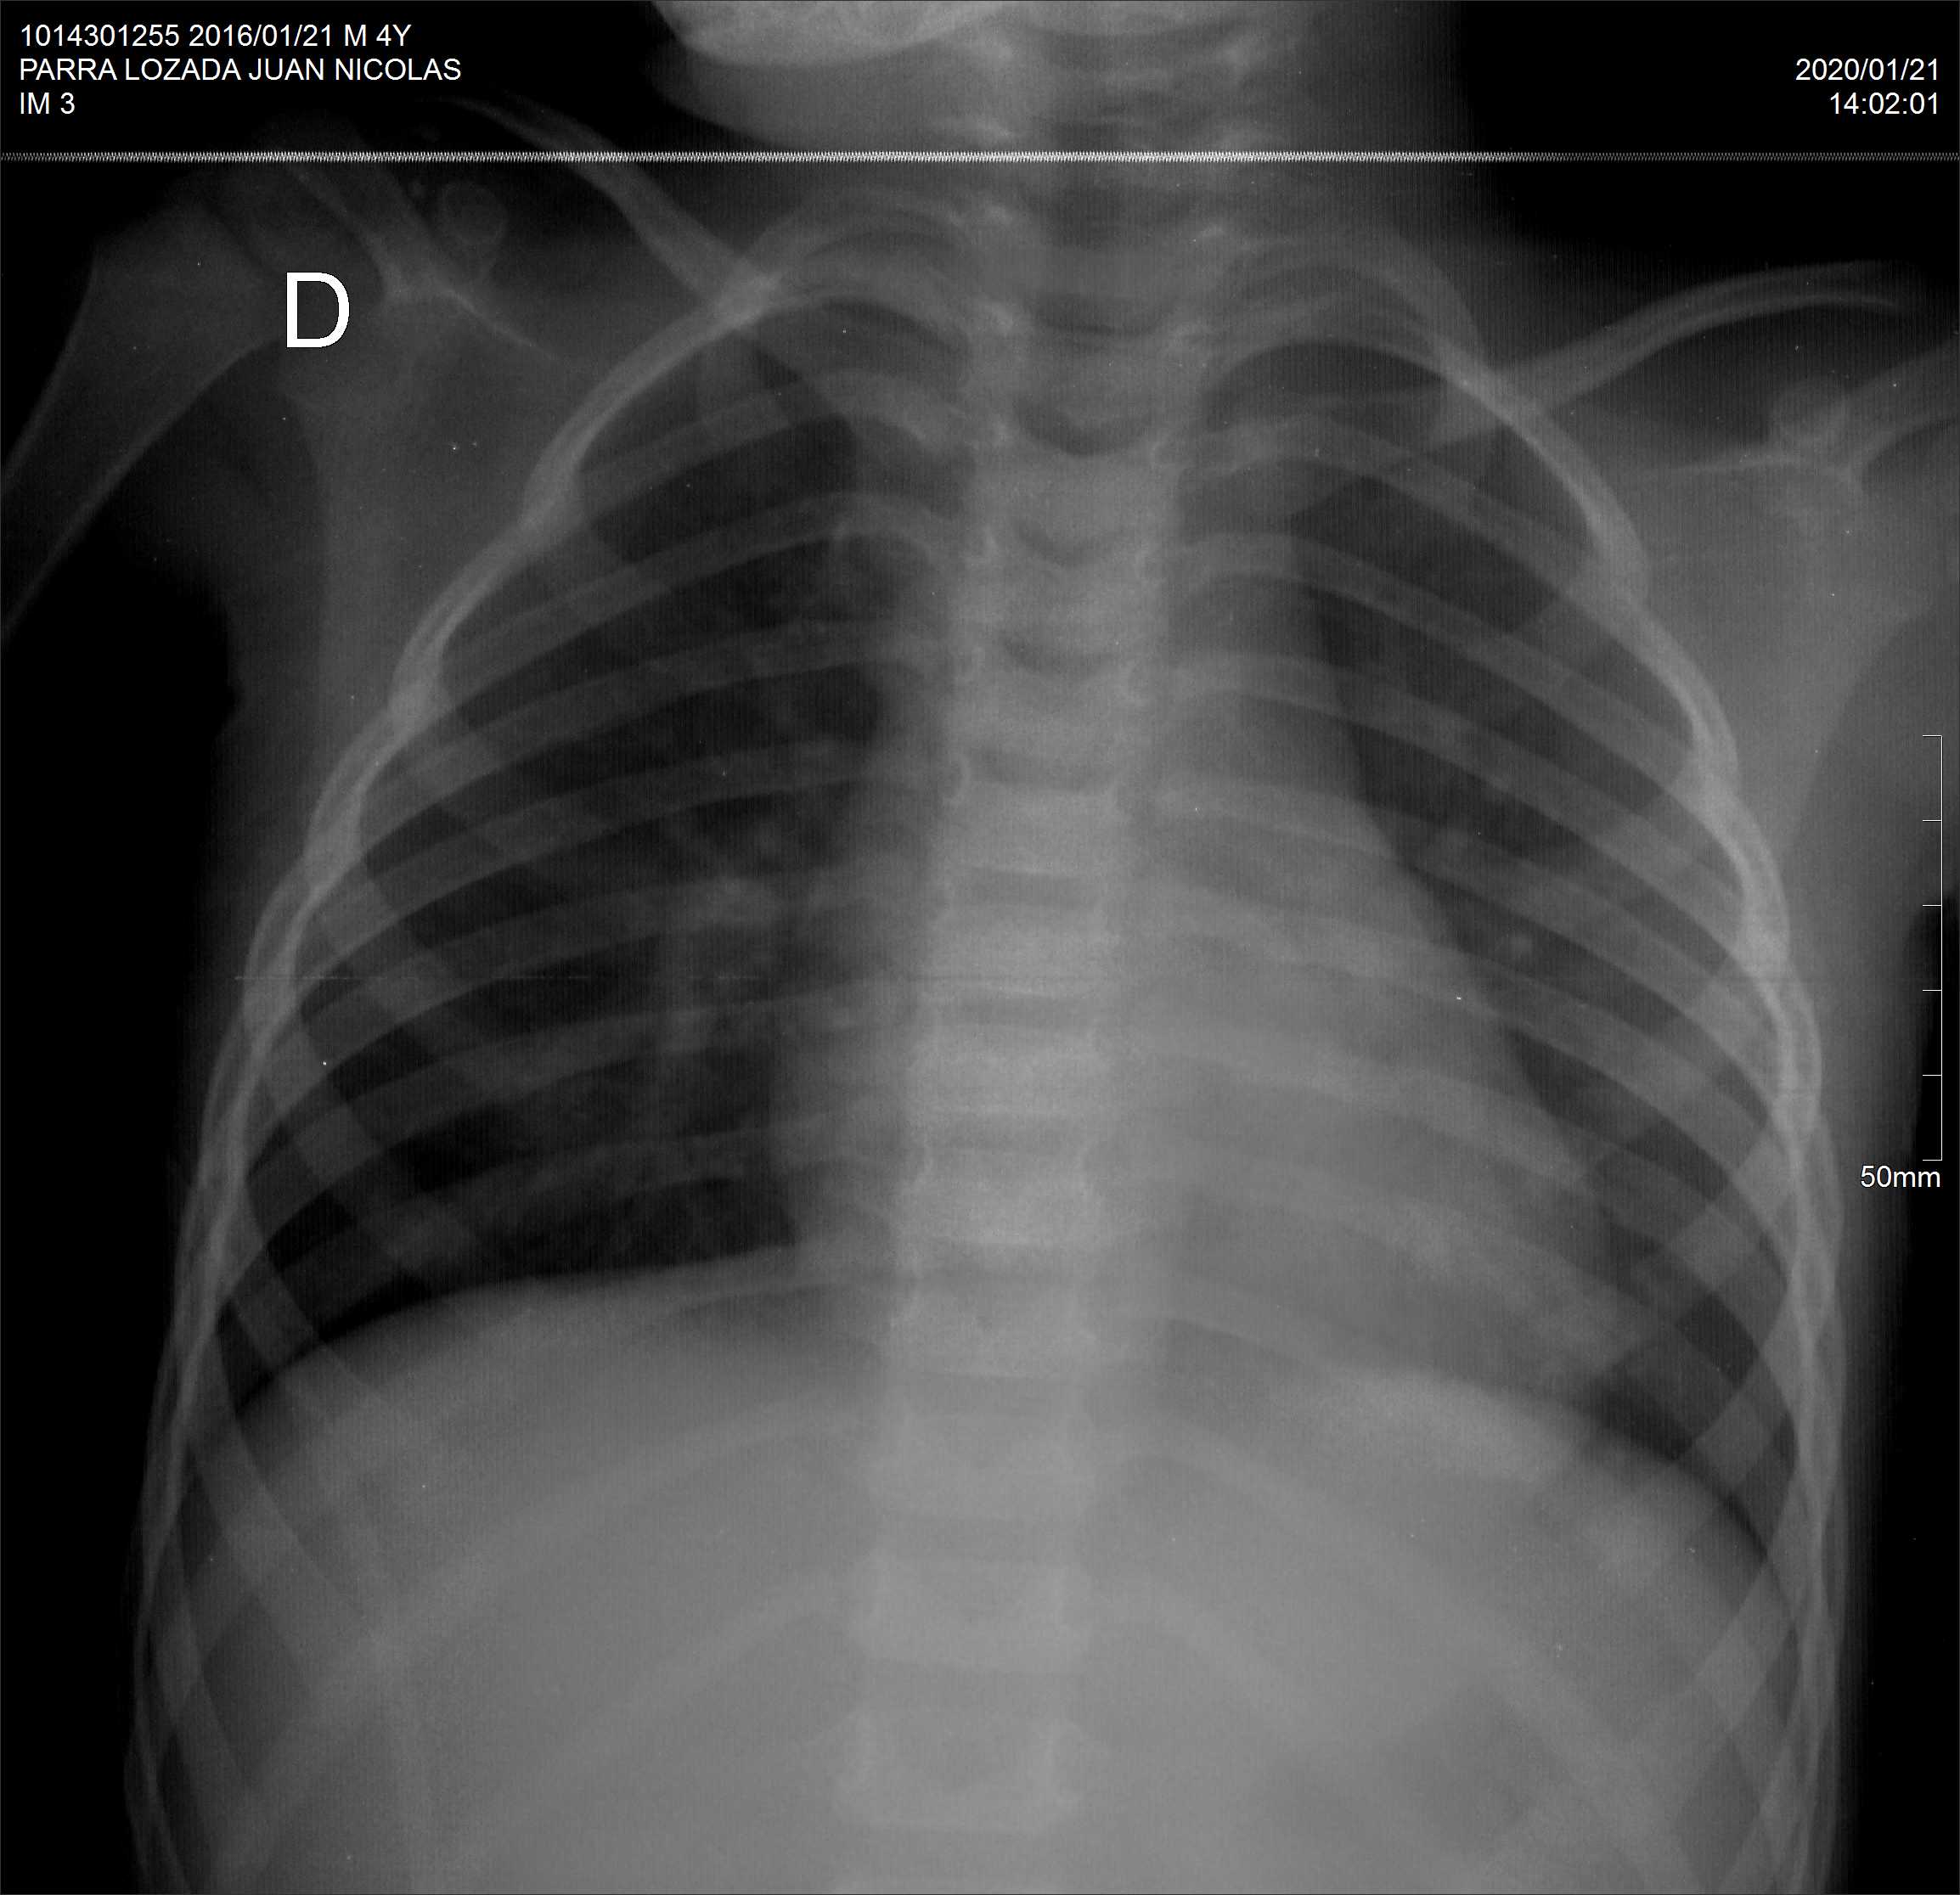 1014301255 2016/01/21 M 4Y
PARRA LOZADA JUAN NICOLAS
IM 3
2020/01/21
14:02:01
D
50mm